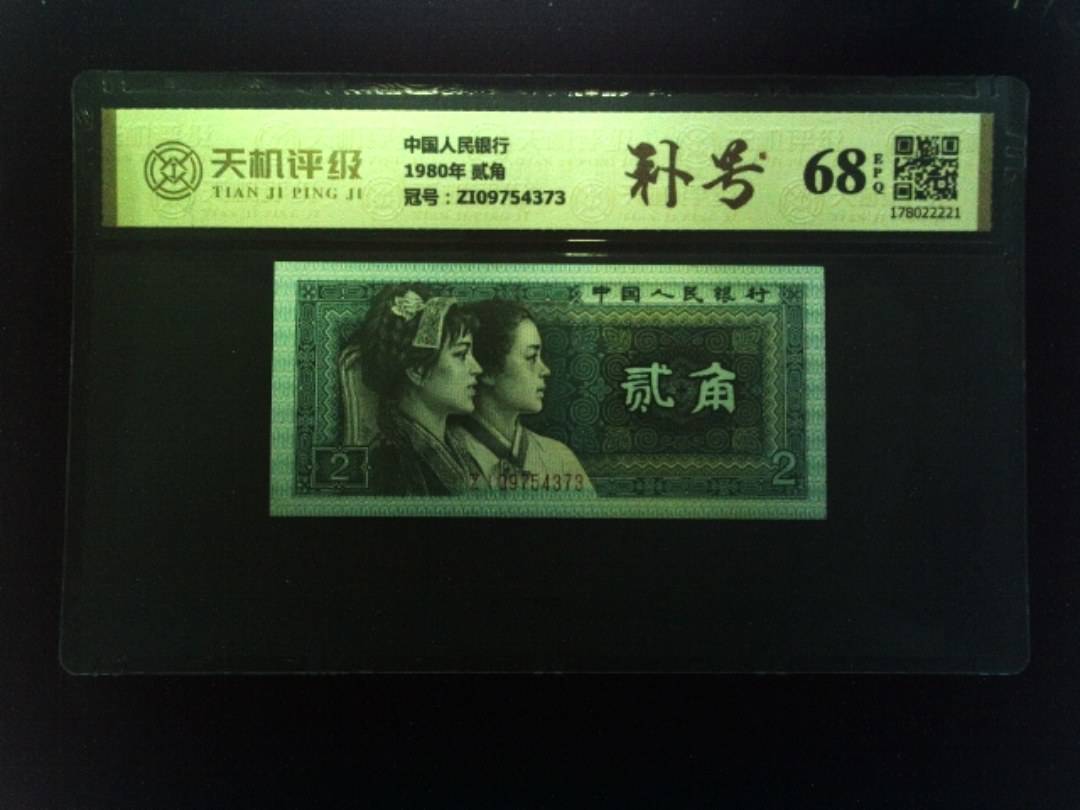 天机评级
TIAN JI PING JI
中国人民银行
1980年 贰角
冠号：ZI09754373
补号
68
EPQ
178022221
中国人民银行
贰角
2
ZI09754373
2